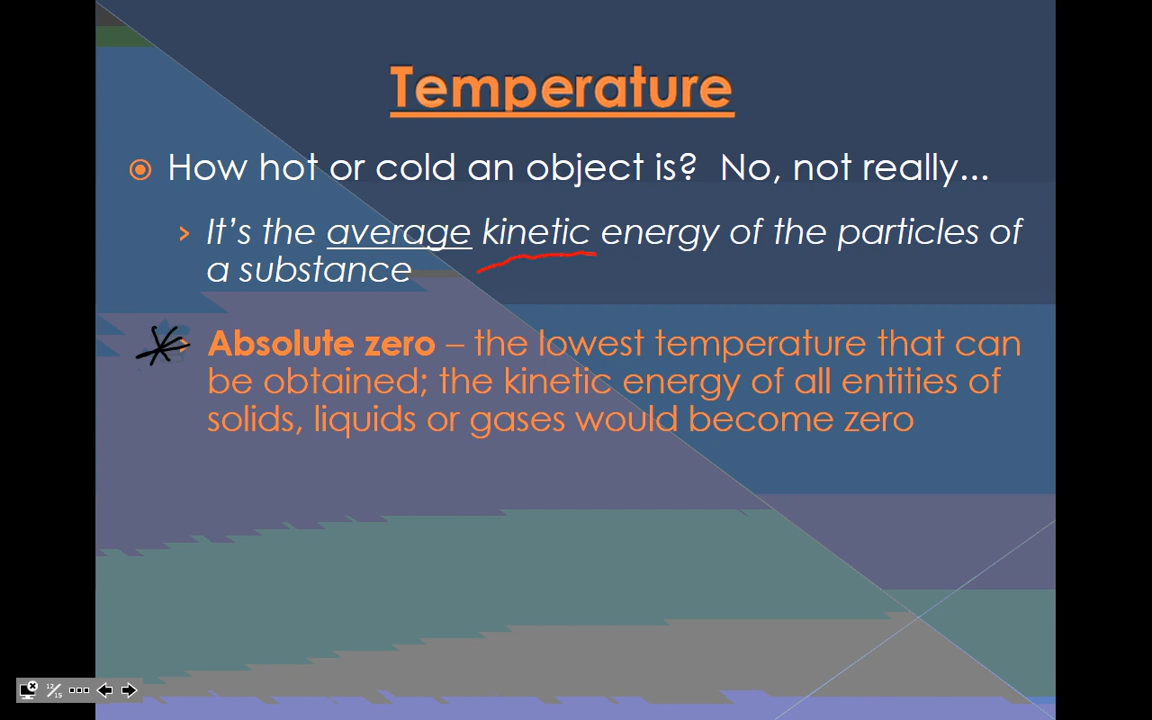 Temperature
How hot or cold an object is?  No, not really...
It's the average kinetic energy of the particles of
a substance
Absolute zero – the lowest temperature that can
be obtained; the kinetic energy of all entities of
solids, liquids or gases would become zero
12/15